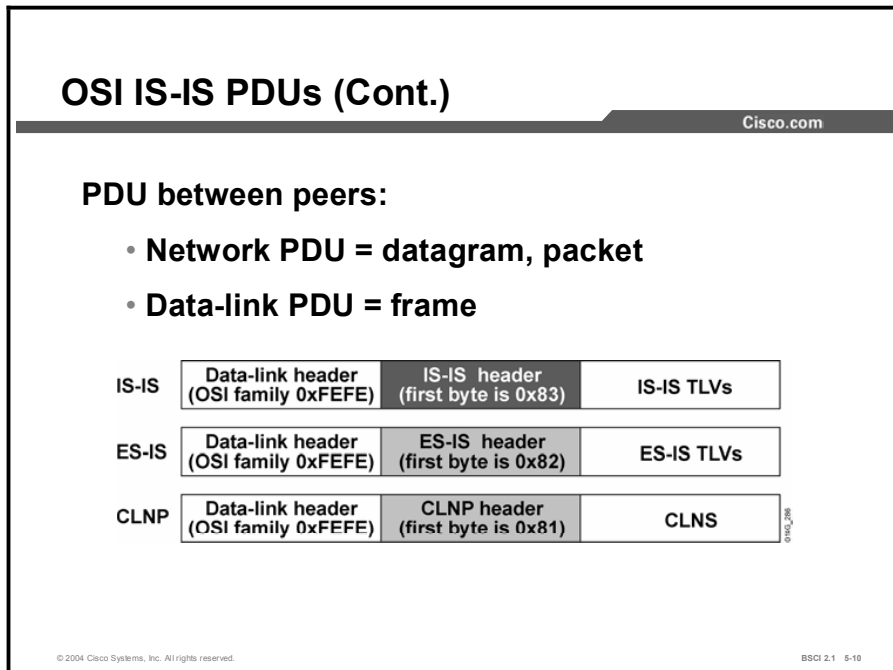 OSI IS-IS PDUs (Cont.)
Cisco.com
PDU between peers:
• Network PDU = datagram, packet
• Data-link PDU = frame
IS-IS
Data-link header
(OSI family 0xFEFE)
IS-IS header
(first byte is 0x83)
IS-IS TLVs
ES-IS
Data-link header
(OSI family 0xFEFE)
ES-IS header
(first byte is 0x82)
ES-IS TLVs
CLNP
Data-link header
(OSI family 0xFEFE)
CLNP header
(first byte is 0x81)
CLNS
© 2004 Cisco Systems, Inc. All rights reserved.
BSCI 2.1 5-10